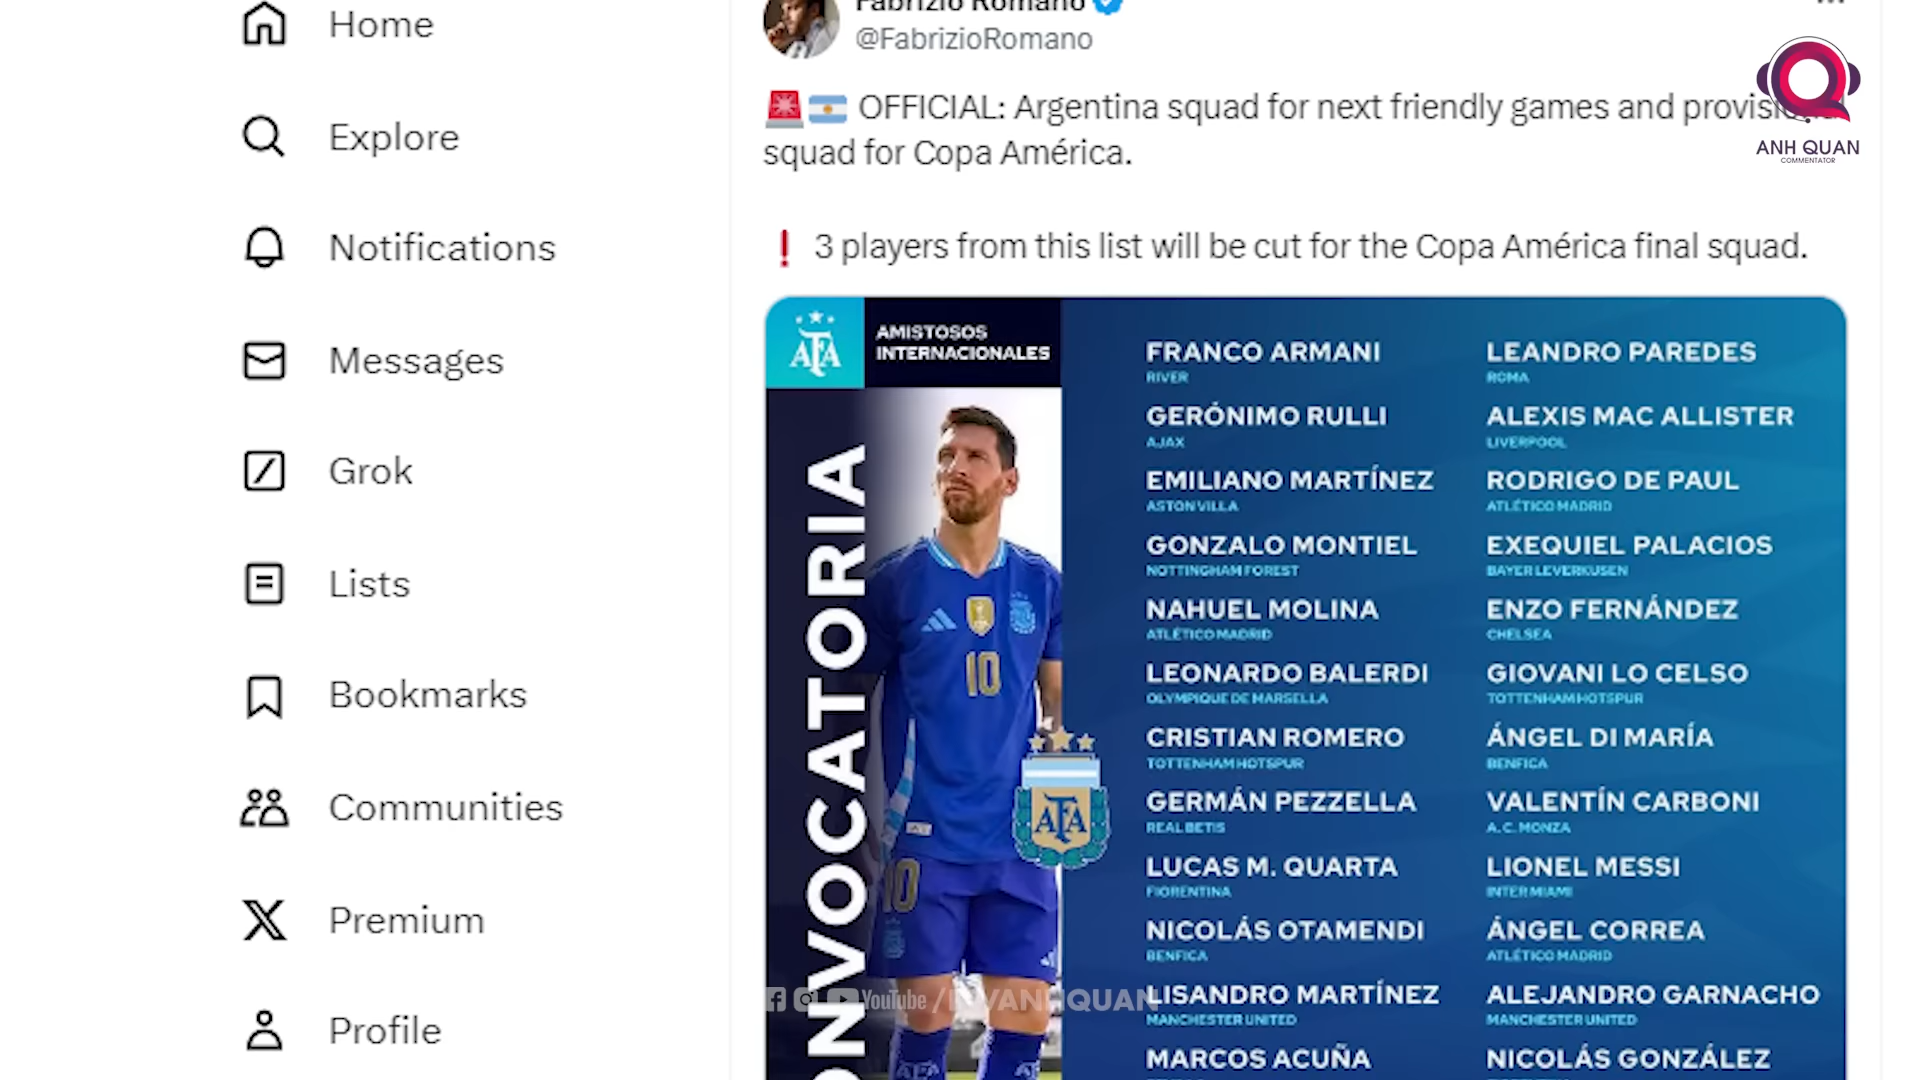 Home
Explore
Notifications
Messages
Grok
Lists
Bookmarks
Communities
Premium
Profile
Fabrizio Romano
@FabrizioRomano
OFFICIAL: Argentina squad for next friendly games and
squad for Copa América.
3 players from this list will be cut for the Copa América final squad.
ANH QUAN
COMMENTATOR
AFA
AMISTOSOS
INTERNACIONALES
ONVOCATORIA
10
10
AFA
FRANCO ARMANI
RIVER
GERÓNIMO RULLI
AJAX
EMILIANO MARTÍNEZ
ASTON VILLA
GONZALO MONTIEL
NOTTINGHAM FOREST
NAHUEL MOLINA
ATLÉTICO MADRID
LEONARDO BALERDI
OLYMPIQUE DE MARSELLA
CRISTIAN ROMERO
TOTTENHAM HOTSPUR
GERMÁN PEZZELLA
REAL BETIS
LUCAS M. QUARTA
FIORENTINA
NICOLÁS OTAMENDI
BENFICA
LISANDRO MARTÍNEZ
MANCHESTER UNITED
MARCOS ACUÑA
LEANDRO PAREDES
ROMA
ALEXIS MAC ALLISTER
LIVERPOOL
RODRIGO DE PAUL
ATLÉTICO MADRID
EXEQUIEL PALACIOS
BAYER LEVERKUSEN
ENZO FERNÁNDEZ
CHELSEA
GIOVANI LO CELSO
TOTTENHAM HOTSPUR
ÁNGEL DI MARÍA
BENFICA
VALENTÍN CARBONI
A.C. MONZA
LIONEL MESSI
INTER MIAMI
ÁNGEL CORREA
ATLÉTICO MADRID
ALEJANDRO GARNACHO
MANCHESTER UNITED
NICOLÁS GONZÁLEZ
YouTube